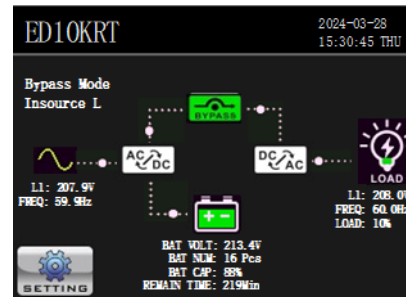 ED10KRT
2024-03-28
15:30:45 THU
Bypass Mode
Insource L
BYPASS
AC DC
DC AC
LOAD
L1: 207.9V
FREQ: 59.9Hz
L1: 208.0V
FREQ: 60.0Hz
LOAD: 10%
BAT VOLT: 213.4V
BAT NUM: 16 Pcs
BAT CAP: 88%
REMAIN TIME: 219Min
SETTING